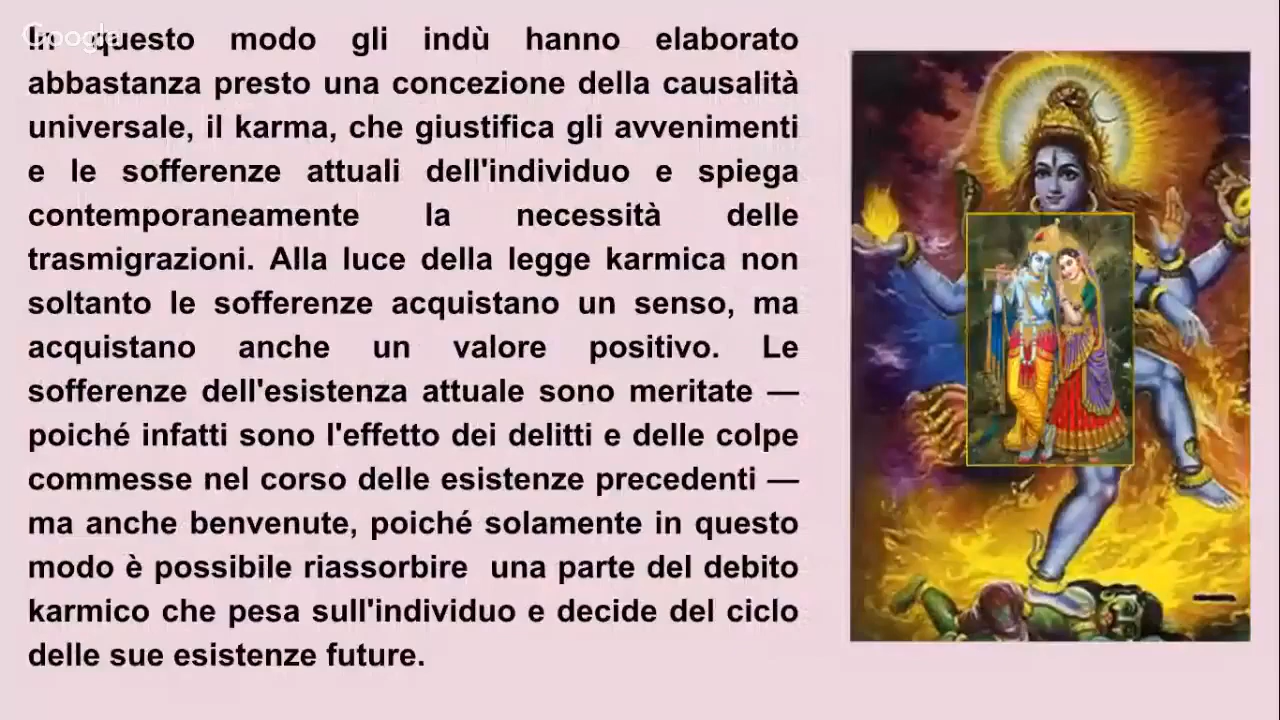 Google
In questo modo gli indù hanno elaborato
abbastanza presto una concezione della causalità
universale, il karma, che giustifica gli avvenimenti
e le sofferenze attuali dell'individuo e spiega
contemporaneamente la necessità delle
trasmigrazioni. Alla luce della legge karmica non
soltanto le sofferenze acquistano un senso, ma
acquistano anche un valore positivo. Le
sofferenze dell'esistenza attuale sono meritate —
poiché infatti sono l'effetto dei delitti e delle colpe
commesse nel corso delle esistenze precedenti —
ma anche benvenute, poiché solamente in questo
modo è possibile riassorbire una parte del debito
karmico che pesa sull'individuo e decide del ciclo
delle sue esistenze future.